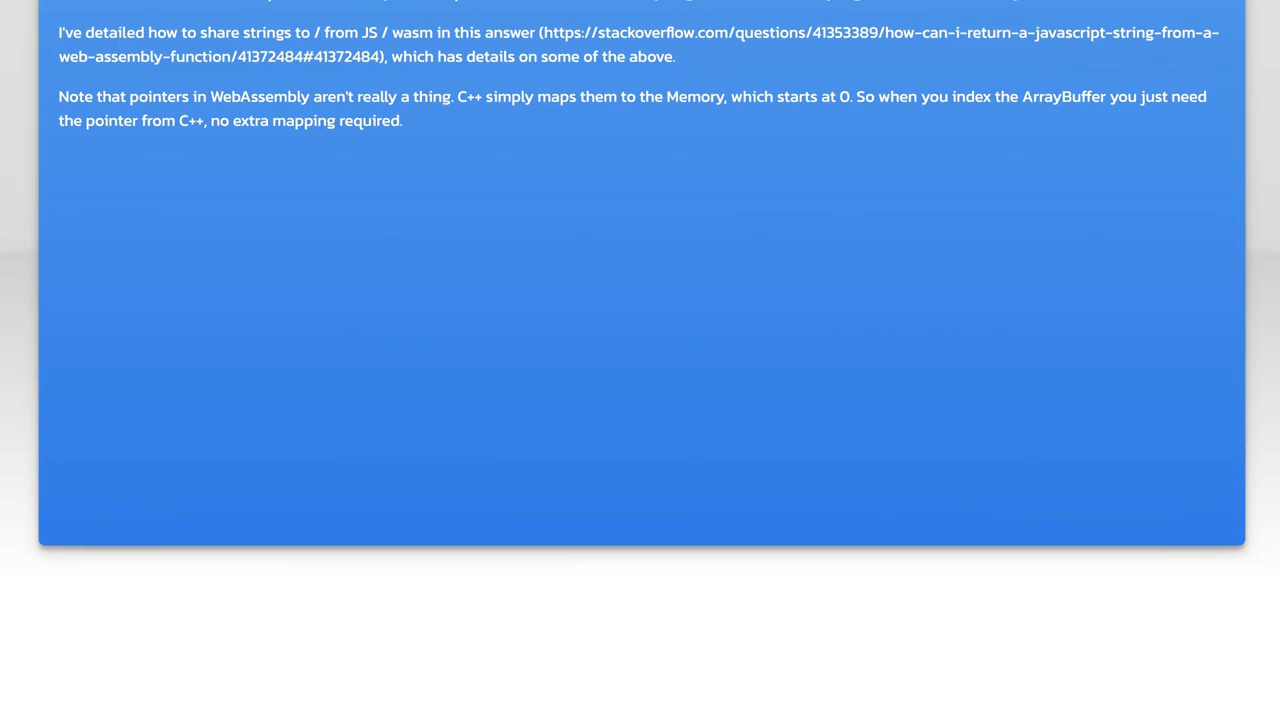 I've detailed how to share strings to / from JS / wasm in this answer (https://stackoverflow.com/questions/41353389/how-can-i-return-a-javascript-string-from-a-
web-assembly-function/41372484#41372484), which has details on some of the above.
Note that pointers in WebAssembly aren't really a thing. C++ simply maps them to the Memory, which starts at 0. So when you index the ArrayBuffer you just need
the pointer from C++, no extra mapping required.